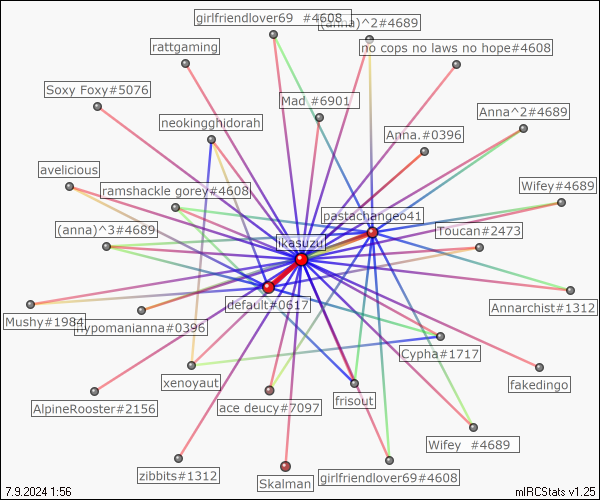 girlfriendlover69 #4608
(anna)^2#4689
rattgaming
no cops no laws no hope#4608
Soxy Foxy#5076
Mad #6901
Anna^2#4689
neokingghidorah
Anna.#0396
avelicious
ramshackle gorey#4608
Wifey#4689
pastachangeo41
(anna)^3#4689
Toucan#2473
ikasuzu
default#0617
Annarchist#1312
Mushy#1984
hypomanianna#0396
Cypha#1717
xenoyaut
fakedingo
AlpineRooster#2156
ace deucy#7097
frisout
Wifey #4689
zibbits#1312
Skalman
girlfriendlover69#4608
7.9.2024 1:56
mIRCStats v1.25